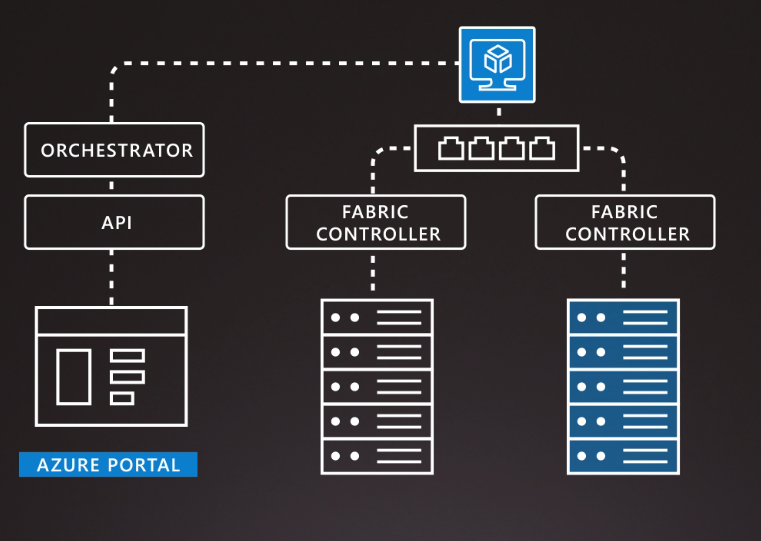 ORCHESTRATOR
API
AZURE PORTAL
FABRIC
CONTROLLER
FABRIC
CONTROLLER